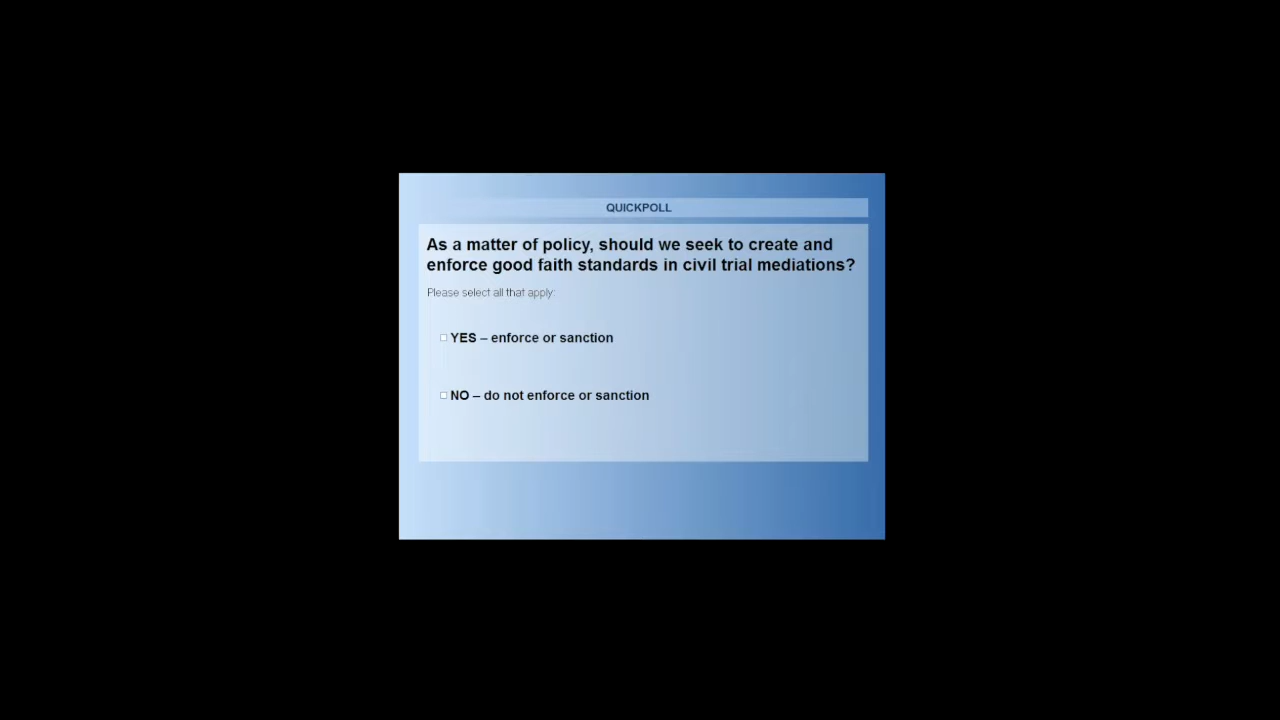 QUICKPOLL
As a matter of policy, should we seek to create and
enforce good faith standards in civil trial mediations?
Please select all that apply:
YES – enforce or sanction
NO – do not enforce or sanction